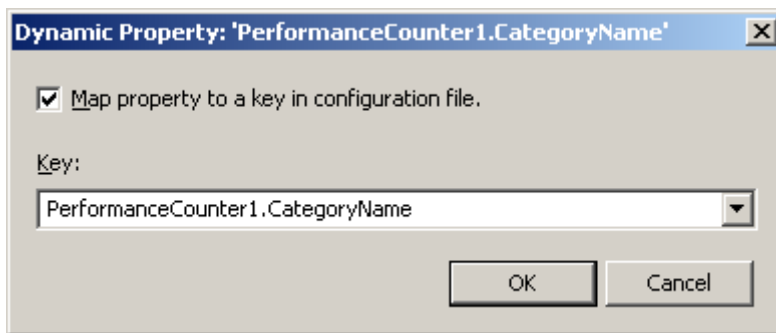 Dynamic Property: 'PerformanceCounter1.CategoryName'
Map property to a key in configuration file.
Key:
PerformanceCounter1.CategoryName
OK Cancel